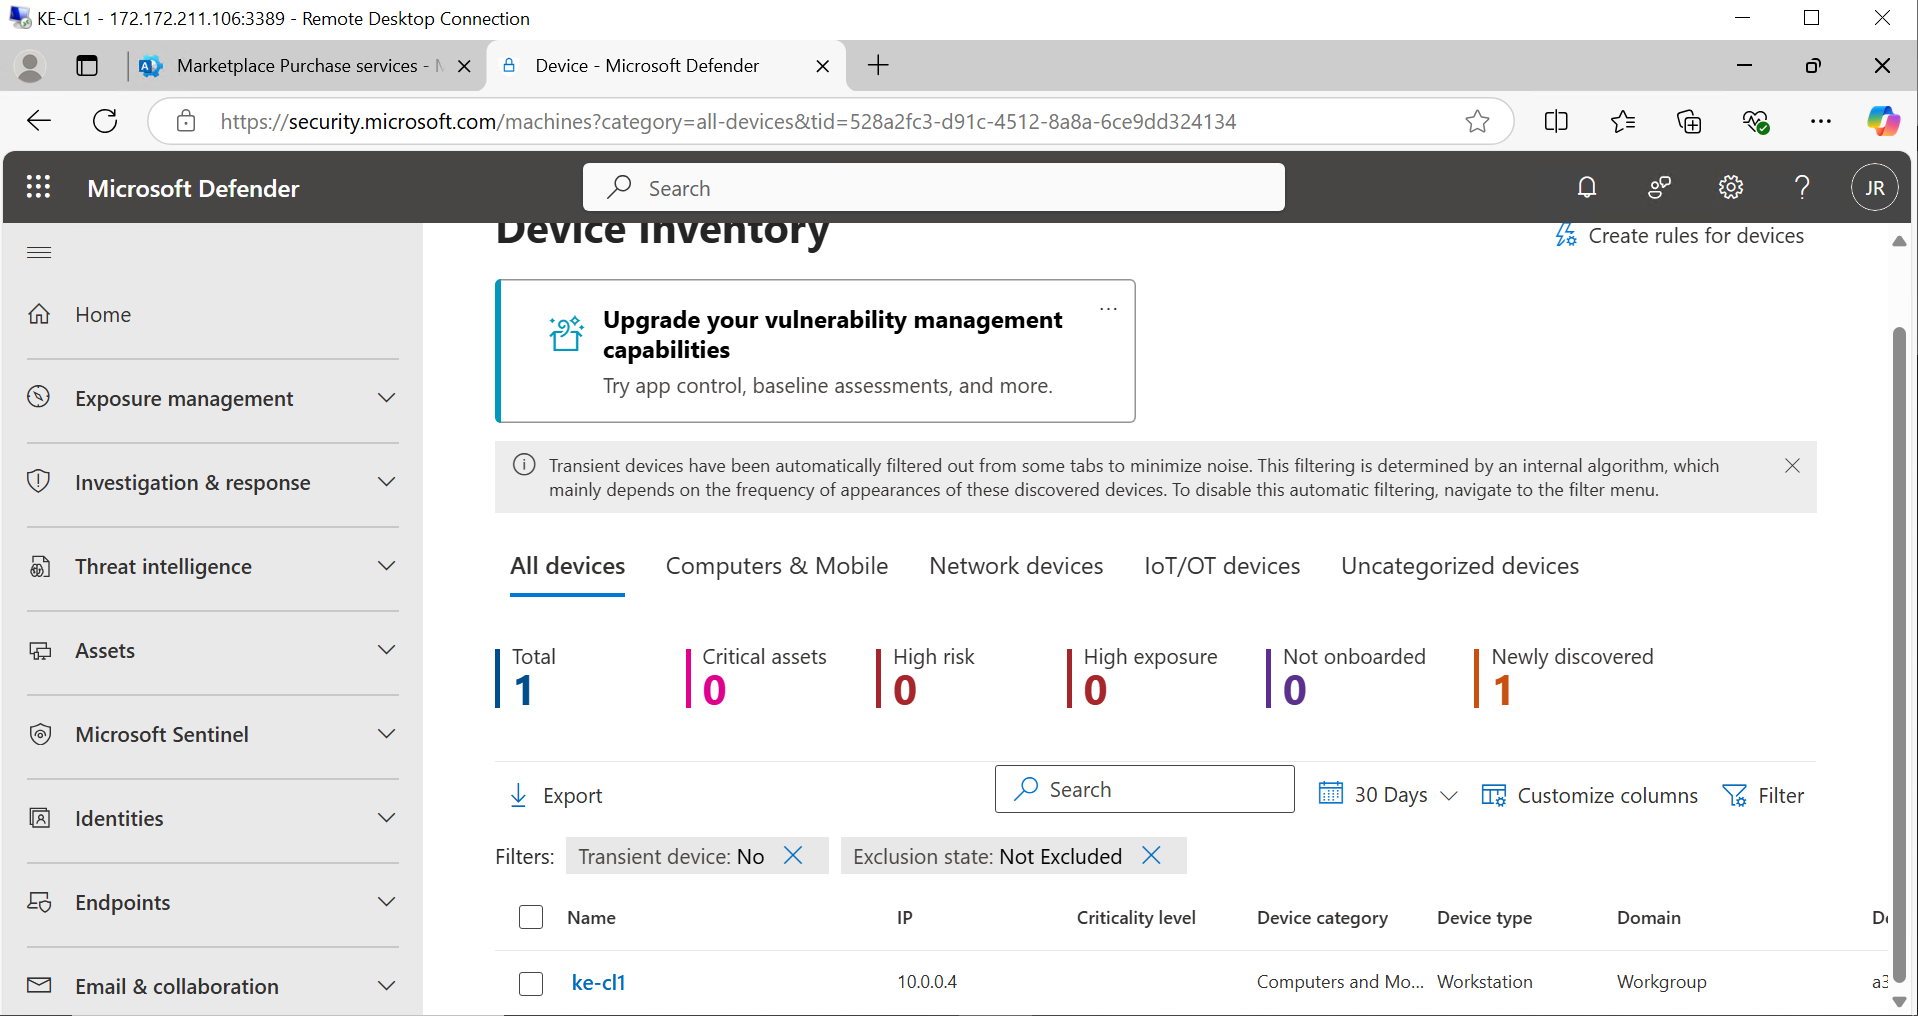 KE-CL1 - 172.172.211.106:3389 - Remote Desktop Connection
Marketplace Purchase services - M
Device - Microsoft Defender
https://security.microsoft.com/machines?category=all-devices&tid=528a2fc3-d91c-4512-8a8a-6ce9dd324134
Microsoft Defender
Search
JR
Home
Exposure management
Investigation & response
Threat intelligence
Assets
Microsoft Sentinel
Identities
Endpoints
Email & collaboration
Device Inventory
Create rules for devices
Upgrade your vulnerability management
capabilities
Try app control, baseline assessments, and more.
Transient devices have been automatically filtered out from some tabs to minimize noise. This filtering is determined by an internal algorithm, which
mainly depends on the frequency of appearances of these discovered devices. To disable this automatic filtering, navigate to the filter menu.
All devices Computers & Mobile Network devices IoT/OT devices Uncategorized devices
Total Critical assets High risk High exposure Not onboarded Newly discovered
1 0 0 0 0 1
Export Search 30 Days Customize columns Filter
Filters: Transient device: No Exclusion state: Not Excluded
Name IP Criticality level Device category Device type Domain De
ke-cl1 10.0.0.4 Computers and Mo... Workstation Workgroup a3